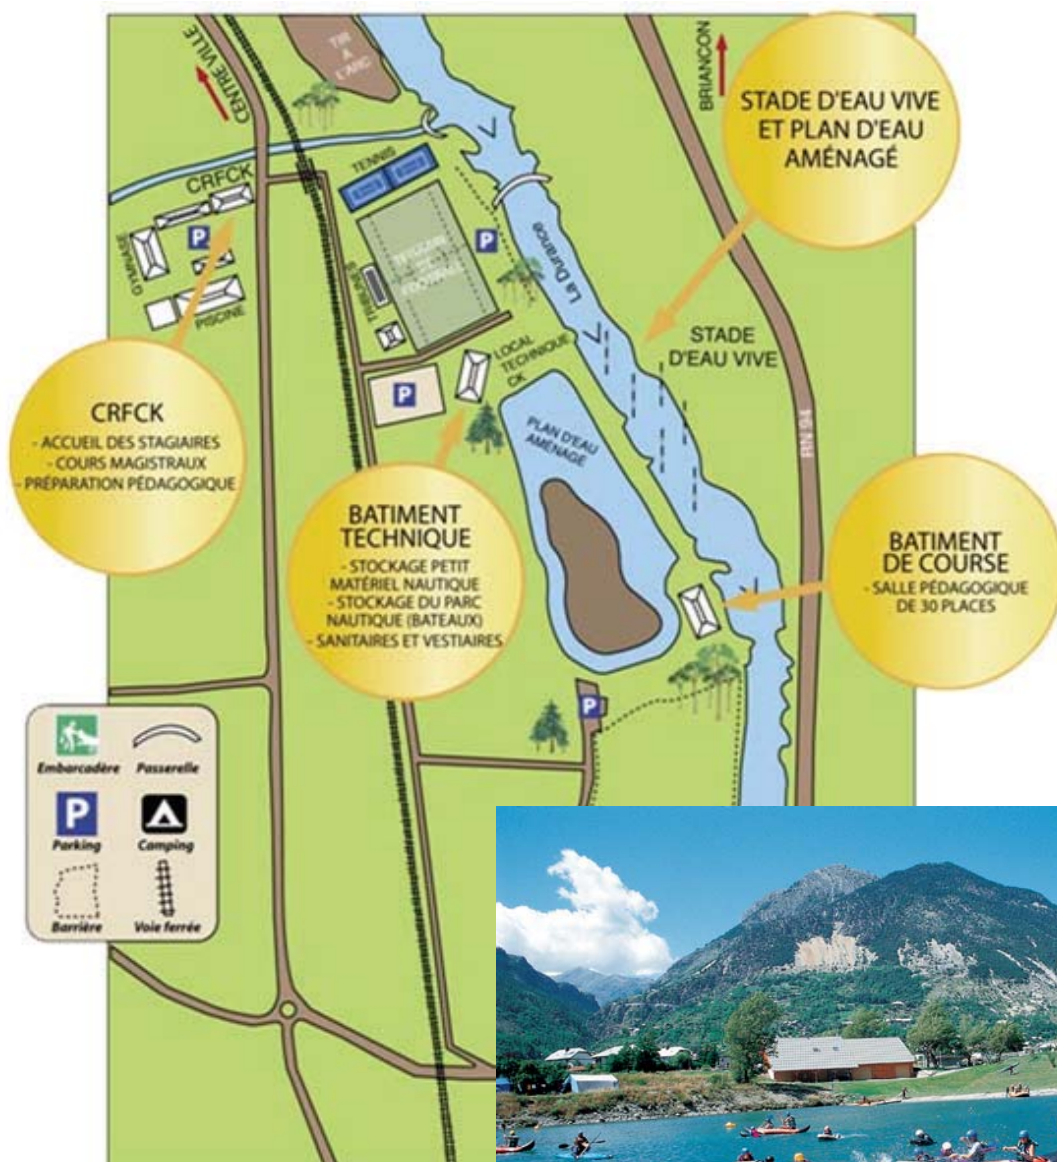 CENTRE VILLE
TIR
A
L'ARC
BRIANCON
STADE D'EAU VIVE
ET PLAN D'EAU
AMÉNAGÉ
CRFCK
TENNIS
P
GYMNASE
PISCINE
TRIBUNES
P
La Durance
STADE
D'EAU VIVE
LOCAL
TECHNIQUE
CK
P
PLAN D'EAU
AMÉNAGÉ
RN 94
CRFCK
- ACCUEIL DES STAGIAIRES
- COURS MAGISTRAUX
- PRÉPARATION PÉDAGOGIQUE
BATIMENT
TECHNIQUE
- STOCKAGE PETIT
MATÉRIEL NAUTIQUE
- STOCKAGE DU PARC
NAUTIQUE (BATEAUX)
- SANITAIRES ET VESTIAIRES
BATIMENT
DE COURSE
- SALLE PÉDAGOGIQUE
DE 30 PLACES
P
Embarcadère
Passerelle
P
Parking
Camping
Barrière
Voie ferrée